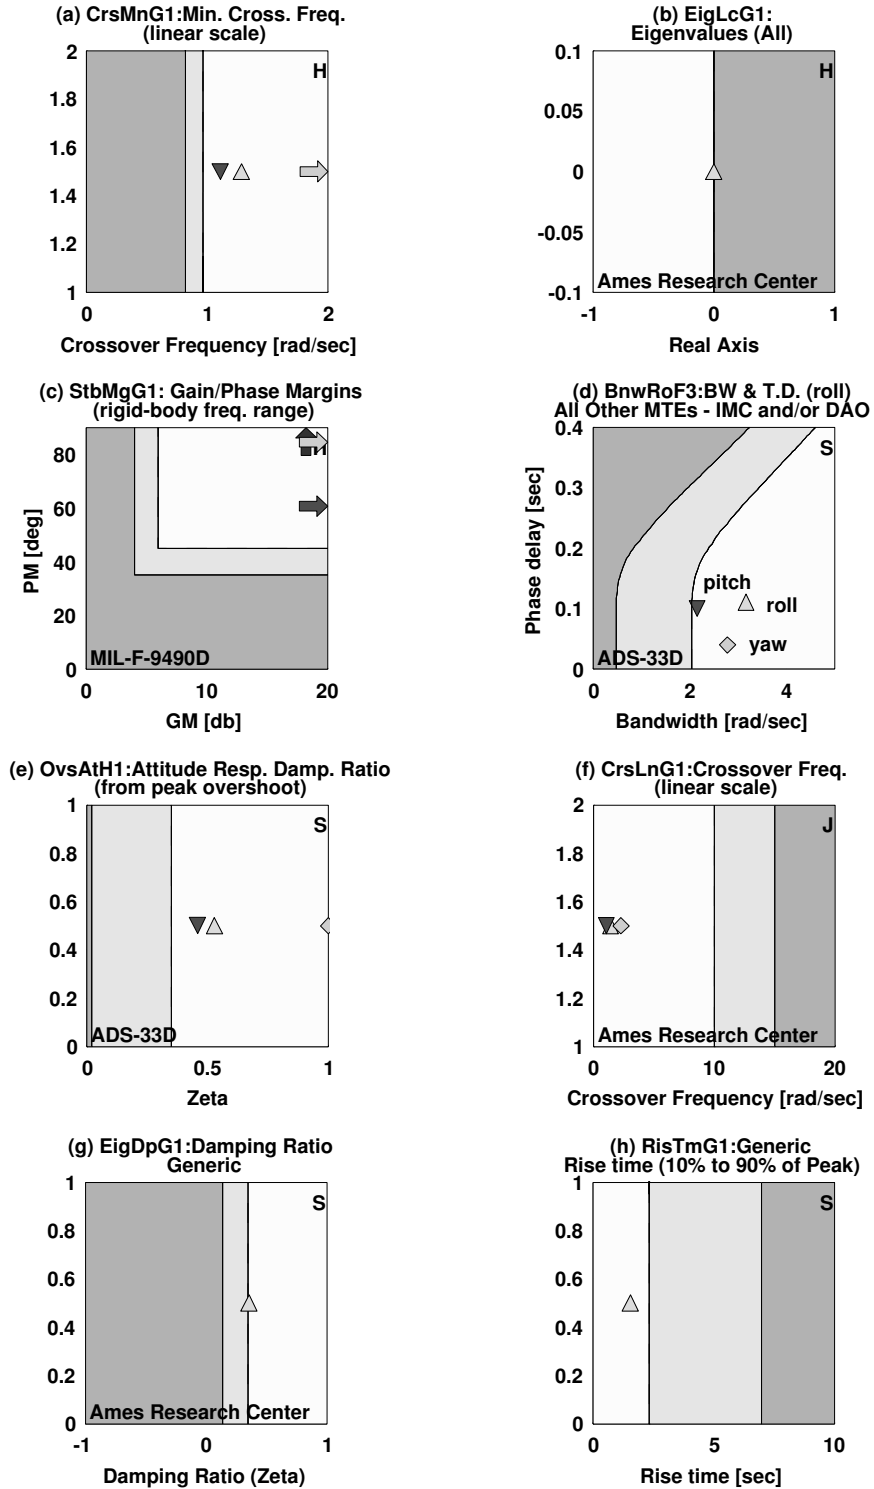 (a) CrsMnG1:Min. Cross. Freq.
(linear scale)
2
1.8
1.6
1.4
1.2
1
H
0
1
2
Crossover Frequency [rad/sec]
(b) EigLcG1:
Eigenvalues (All)
0.1
0.05
0
-0.05
-0.1
H
Ames Research Center
-1
0
1
Real Axis
(c) StbMgG1: Gain/Phase Margins
(rigid-body freq. range)
80
60
40
20
0
PM [deg]
H
MIL-F-9490D
0
10
20
GM [db]
(d) BnwRoF3:BW & T.D. (roll)
All Other MTEs - IMC and/or DAO
0.4
0.3
0.2
0.1
0
Phase delay [sec]
S
pitch
roll
yaw
ADS-33D
0
2
4
Bandwidth [rad/sec]
(e) OvsAtH1:Attitude Resp. Damp. Ratio
(from peak overshoot)
1
0.8
0.6
0.4
0.2
0
S
ADS-33D
0
0.5
1
Zeta
(f) CrsLnG1:Crossover Freq.
(linear scale)
2
1.8
1.6
1.4
1.2
1
J
Ames Research Center
0
10
20
Crossover Frequency [rad/sec]
(g) EigDpG1:Damping Ratio
Generic
1
0.8
0.6
0.4
0.2
0
S
Ames Research Center
-1
0
1
Damping Ratio (Zeta)
(h) RisTmG1:Generic
Rise time (10% to 90% of Peak)
1
0.8
0.6
0.4
0.2
0
S
0
5
10
Rise time [sec]